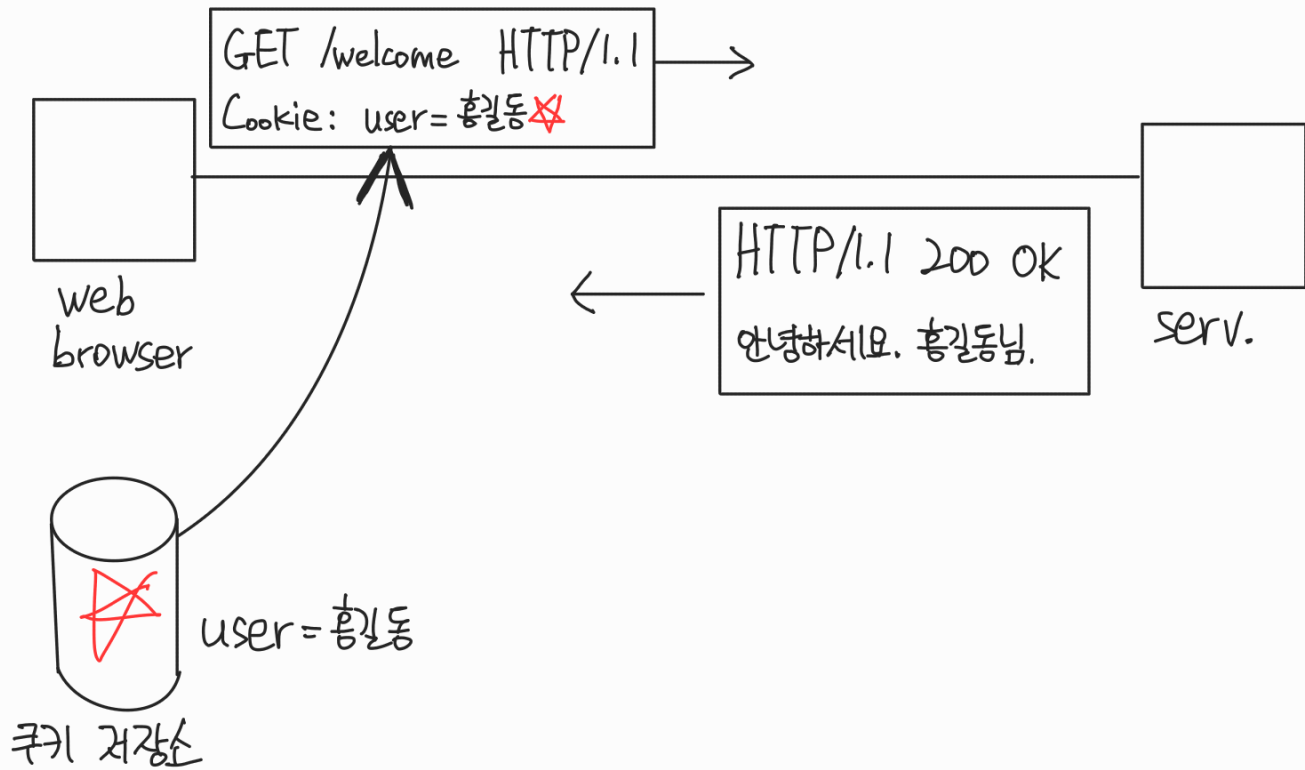 GET /welcome HTTP/1.1
Cookie: user=홍길동
web
browser
HTTP/1.1 200 OK
안녕하세요. 홍길동님.
serv.
user=홍길동
쿠키 저장소